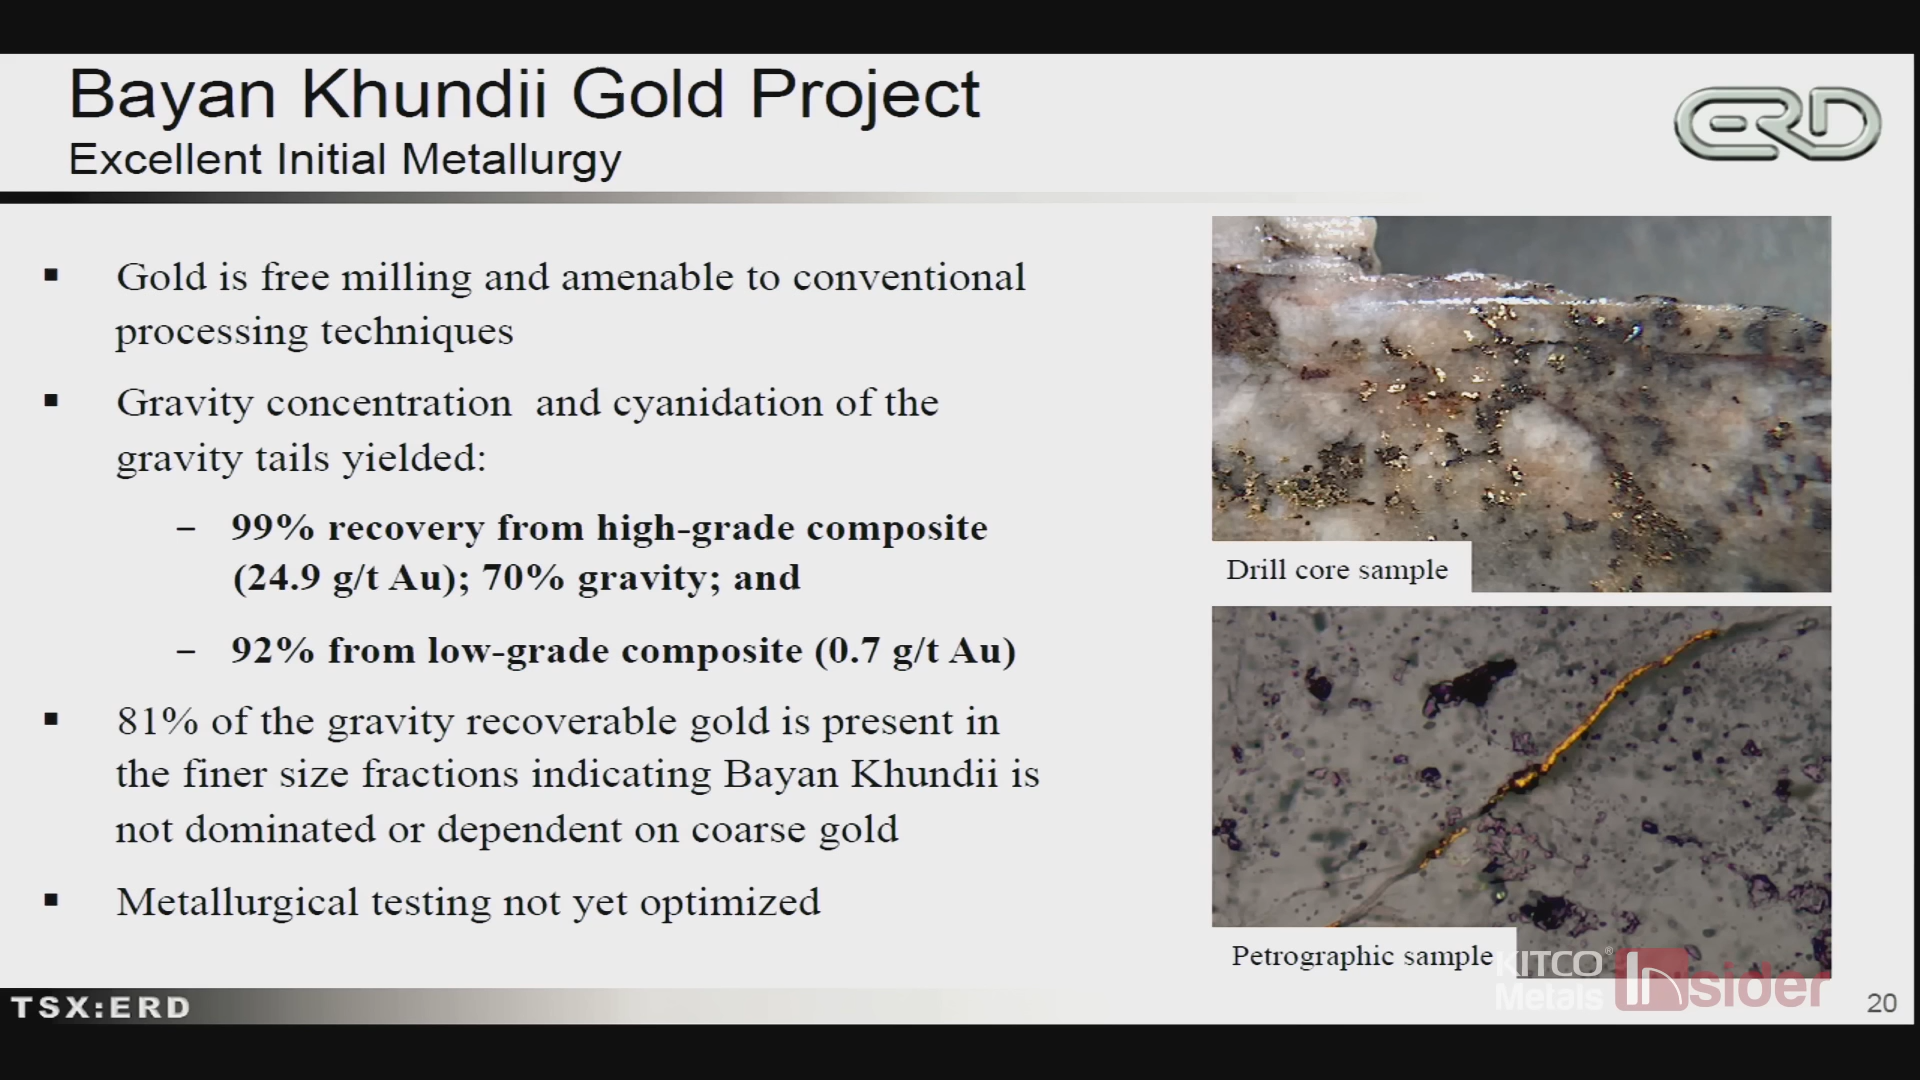 Bayan Khundii Gold Project
Excellent Initial Metallurgy
ERD
▪ Gold is free milling and amenable to conventional
processing techniques
▪ Gravity concentration and cyanidation of the
gravity tails yielded:
– 99% recovery from high-grade composite
(24.9 g/t Au); 70% gravity; and
– 92% from low-grade composite (0.7 g/t Au)
▪ 81% of the gravity recoverable gold is present in
the finer size fractions indicating Bayan Khundii is
not dominated or dependent on coarse gold
▪ Metallurgical testing not yet optimized
Drill core sample
Petrographic sample
KITCO®
Metals
Insider
TSX:ERD
20